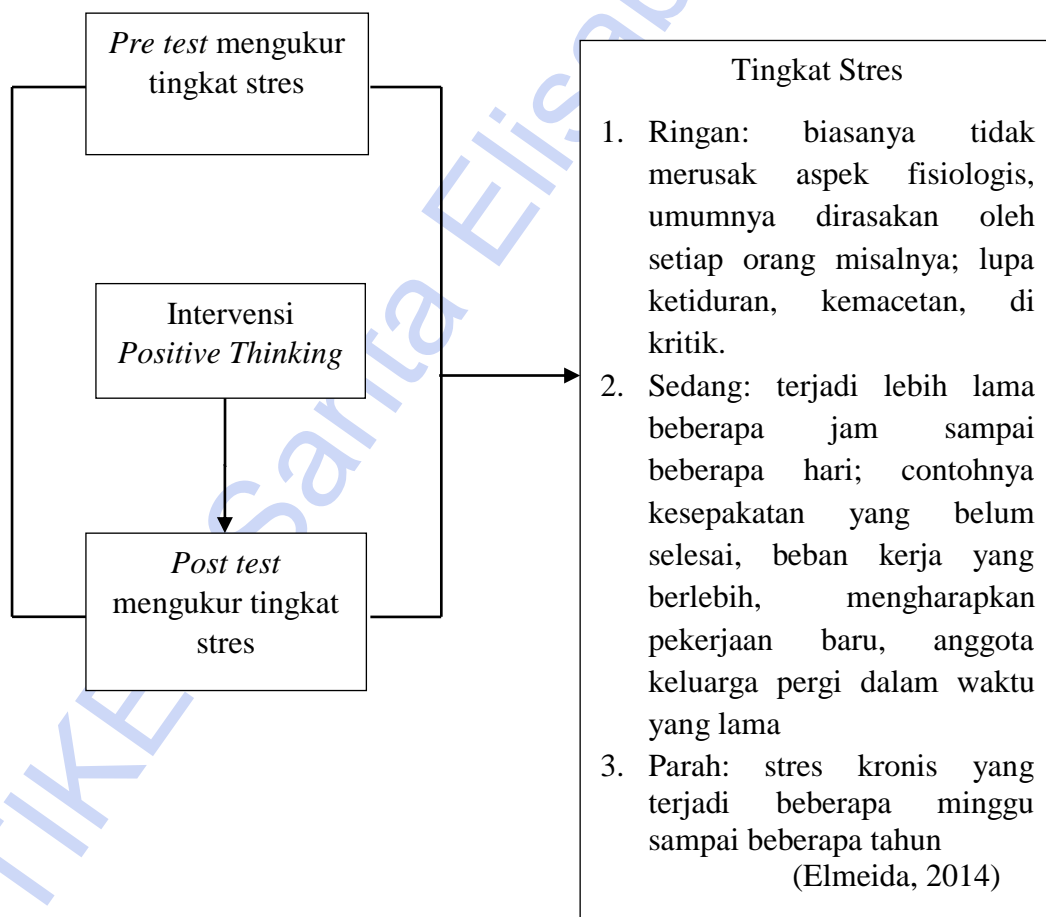 Pre test mengukur
tingkat stres
Intervensi
Positive Thinking
Post test
mengukur tingkat
stres
Tingkat Stres
1. Ringan: biasanya tidak
merusak aspek fisiologis,
umumnya dirasakan oleh
setiap orang misalnya; lupa
ketiduran, kemacetan, di
kritik.
2. Sedang: terjadi lebih lama
beberapa jam sampai
beberapa hari; contohnya
kesepakatan yang belum
selesai, beban kerja yang
berlebih, mengharapkan
pekerjaan baru, anggota
keluarga pergi dalam waktu
yang lama
3. Parah: stres kronis yang
terjadi beberapa minggu
sampai beberapa tahun
(Elmeida, 2014)
Santa